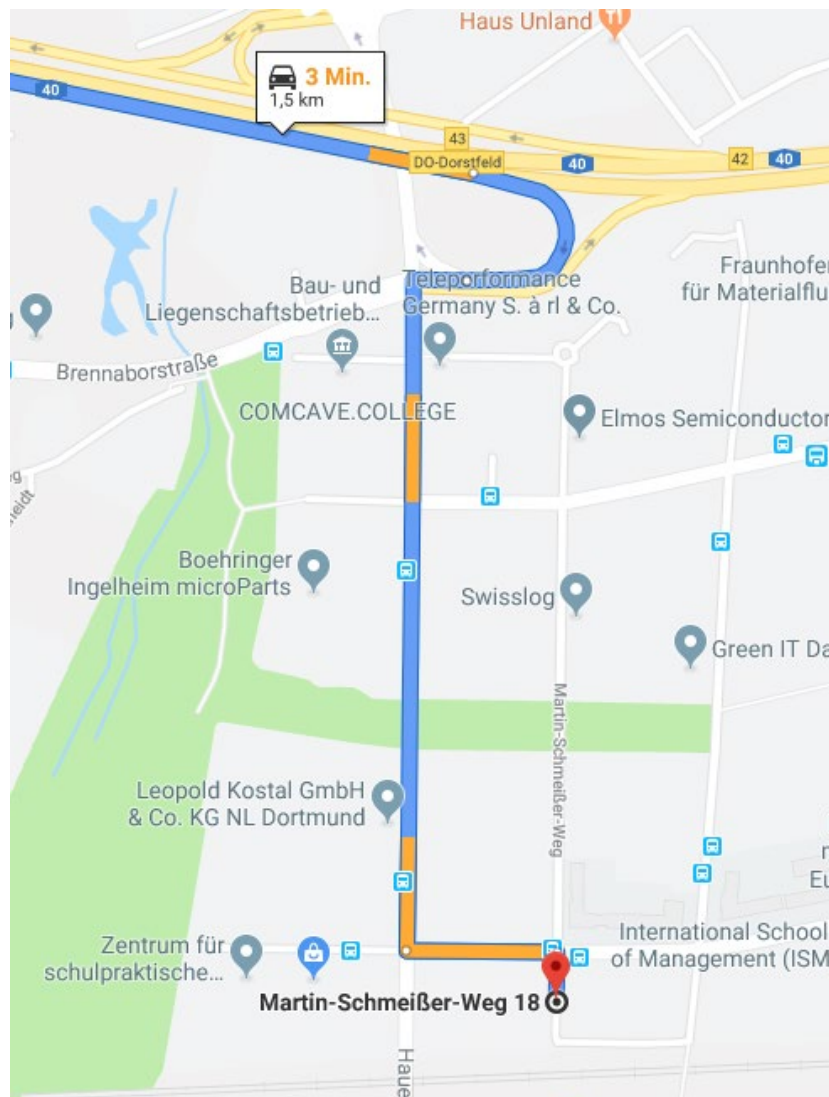 Haus Unland
3 Min.
1,5 km
40
43
DO-Dorstfeld
40
42
40
Fraunhofer
für Materialflu
Bau- und
Liegenschaftsbetrieb...
Teleperformance
Germany S. à rl & Co.
Brennaborstraße
COMCAVE.COLLEGE
Elmos Semiconductor
Boehringer
Ingelheim microParts
Swisslog
Green IT Da
Martin-Schmeißer-Weg
Leopold Kostal GmbH
& Co. KG NL Dortmund
Eu
International School
of Management (ISM
Zentrum für
schulpraktische...
Martin-Schmeißer-Weg 18
Haue